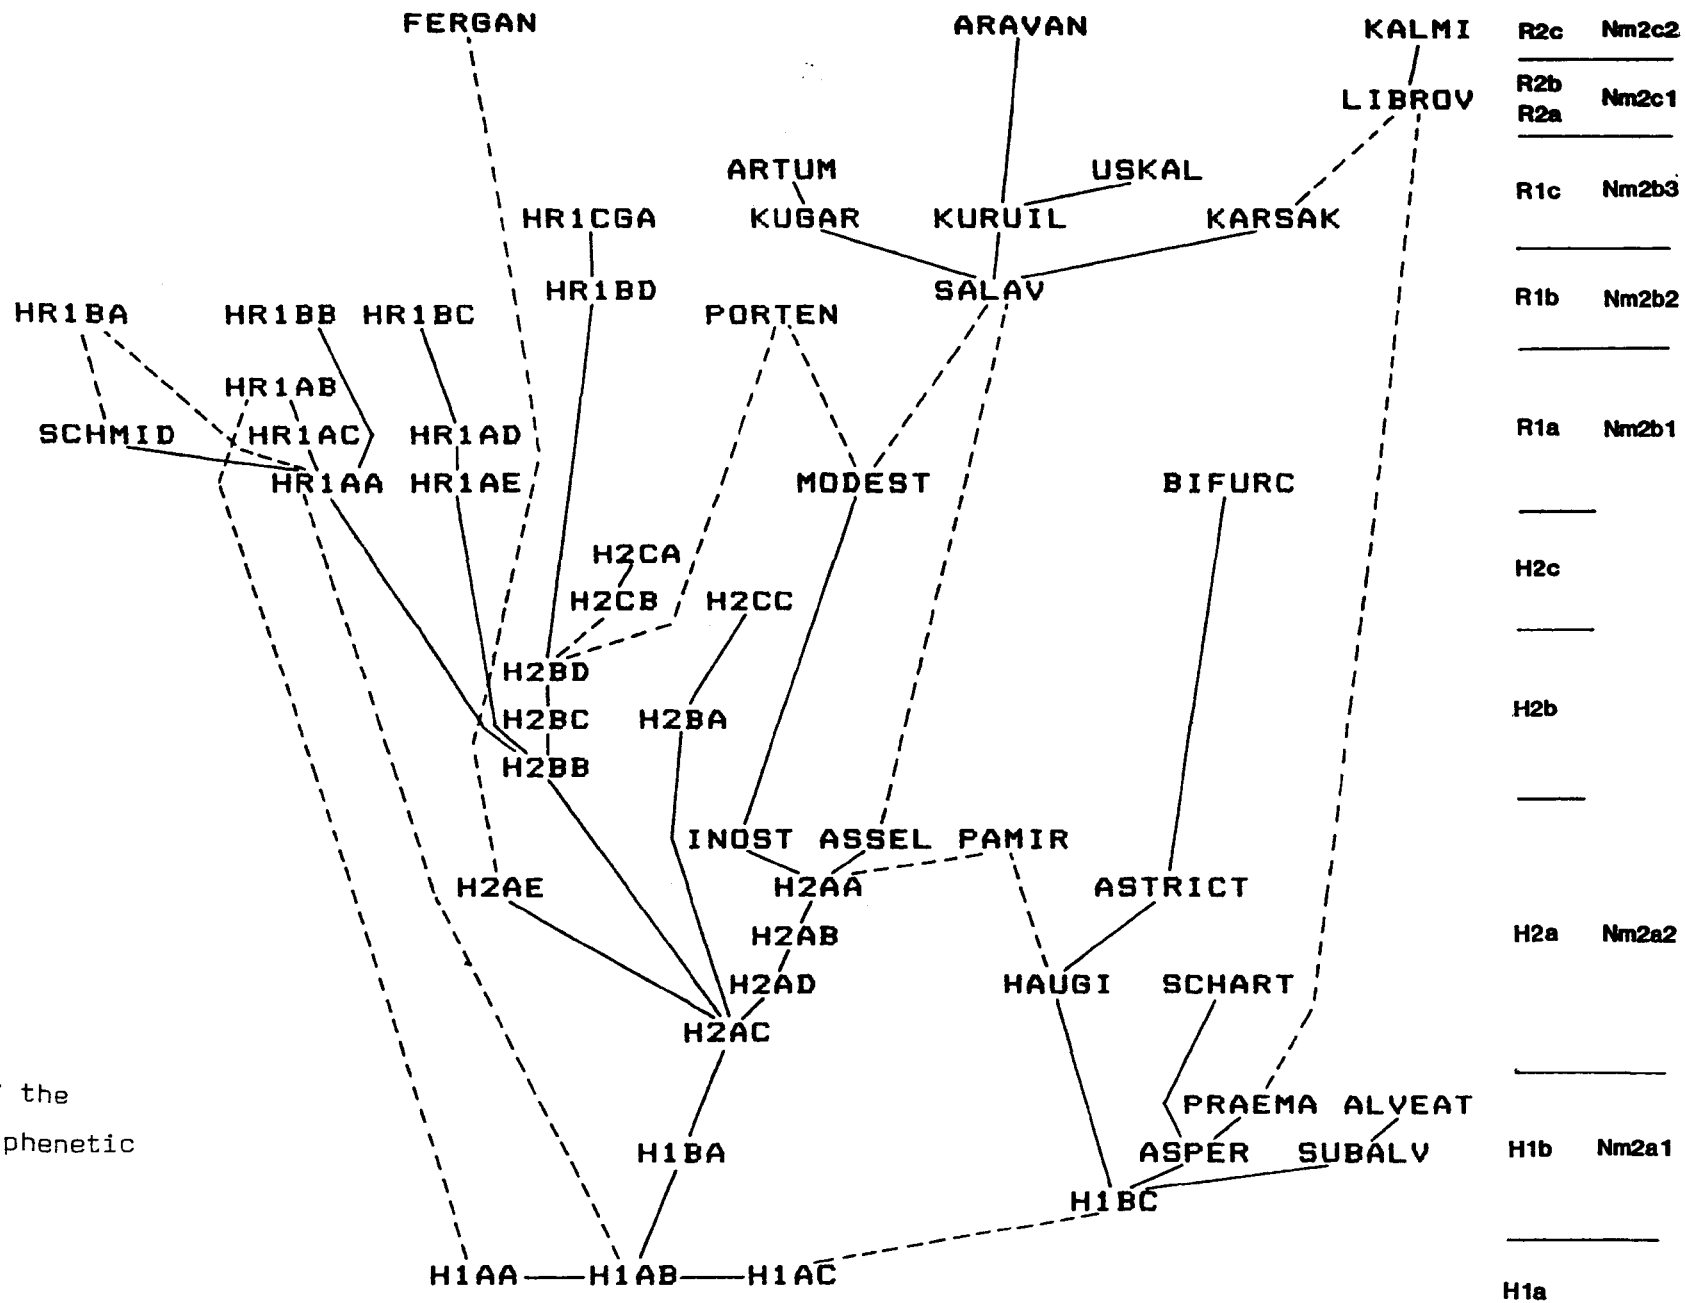 FERGAN ARAVAN KALMI R2c Nm2c2
LIBROV R2b Nm2c1
R2a
ARTUM USKAL
HR1CGA KUGAR KURUIL KARSAK R1c Nm2b3
HR1BD SALAV R1b Nm2b2
HR1BA HR1BB HR1BC PORTEN
HR1AB
SCHMID HR1AC HR1AD R1a Nm2b1
HR1AA HR1AE MODEST BIFURC
H2CA H2c
H2CB H2CC
H2BD
H2BC H2BA H2b
H2BB
INOST ASSEL PAMIR
H2AE H2AA ASTRICT
H2AB H2a Nm2a2
H2AD HAUGI SCHART
H2AC
the
PRAEMA ALVEAT
phenetic
H1BA ASPER SUBALV H1b Nm2a1
H1BC
H1AA H1AB H1AC
H1a